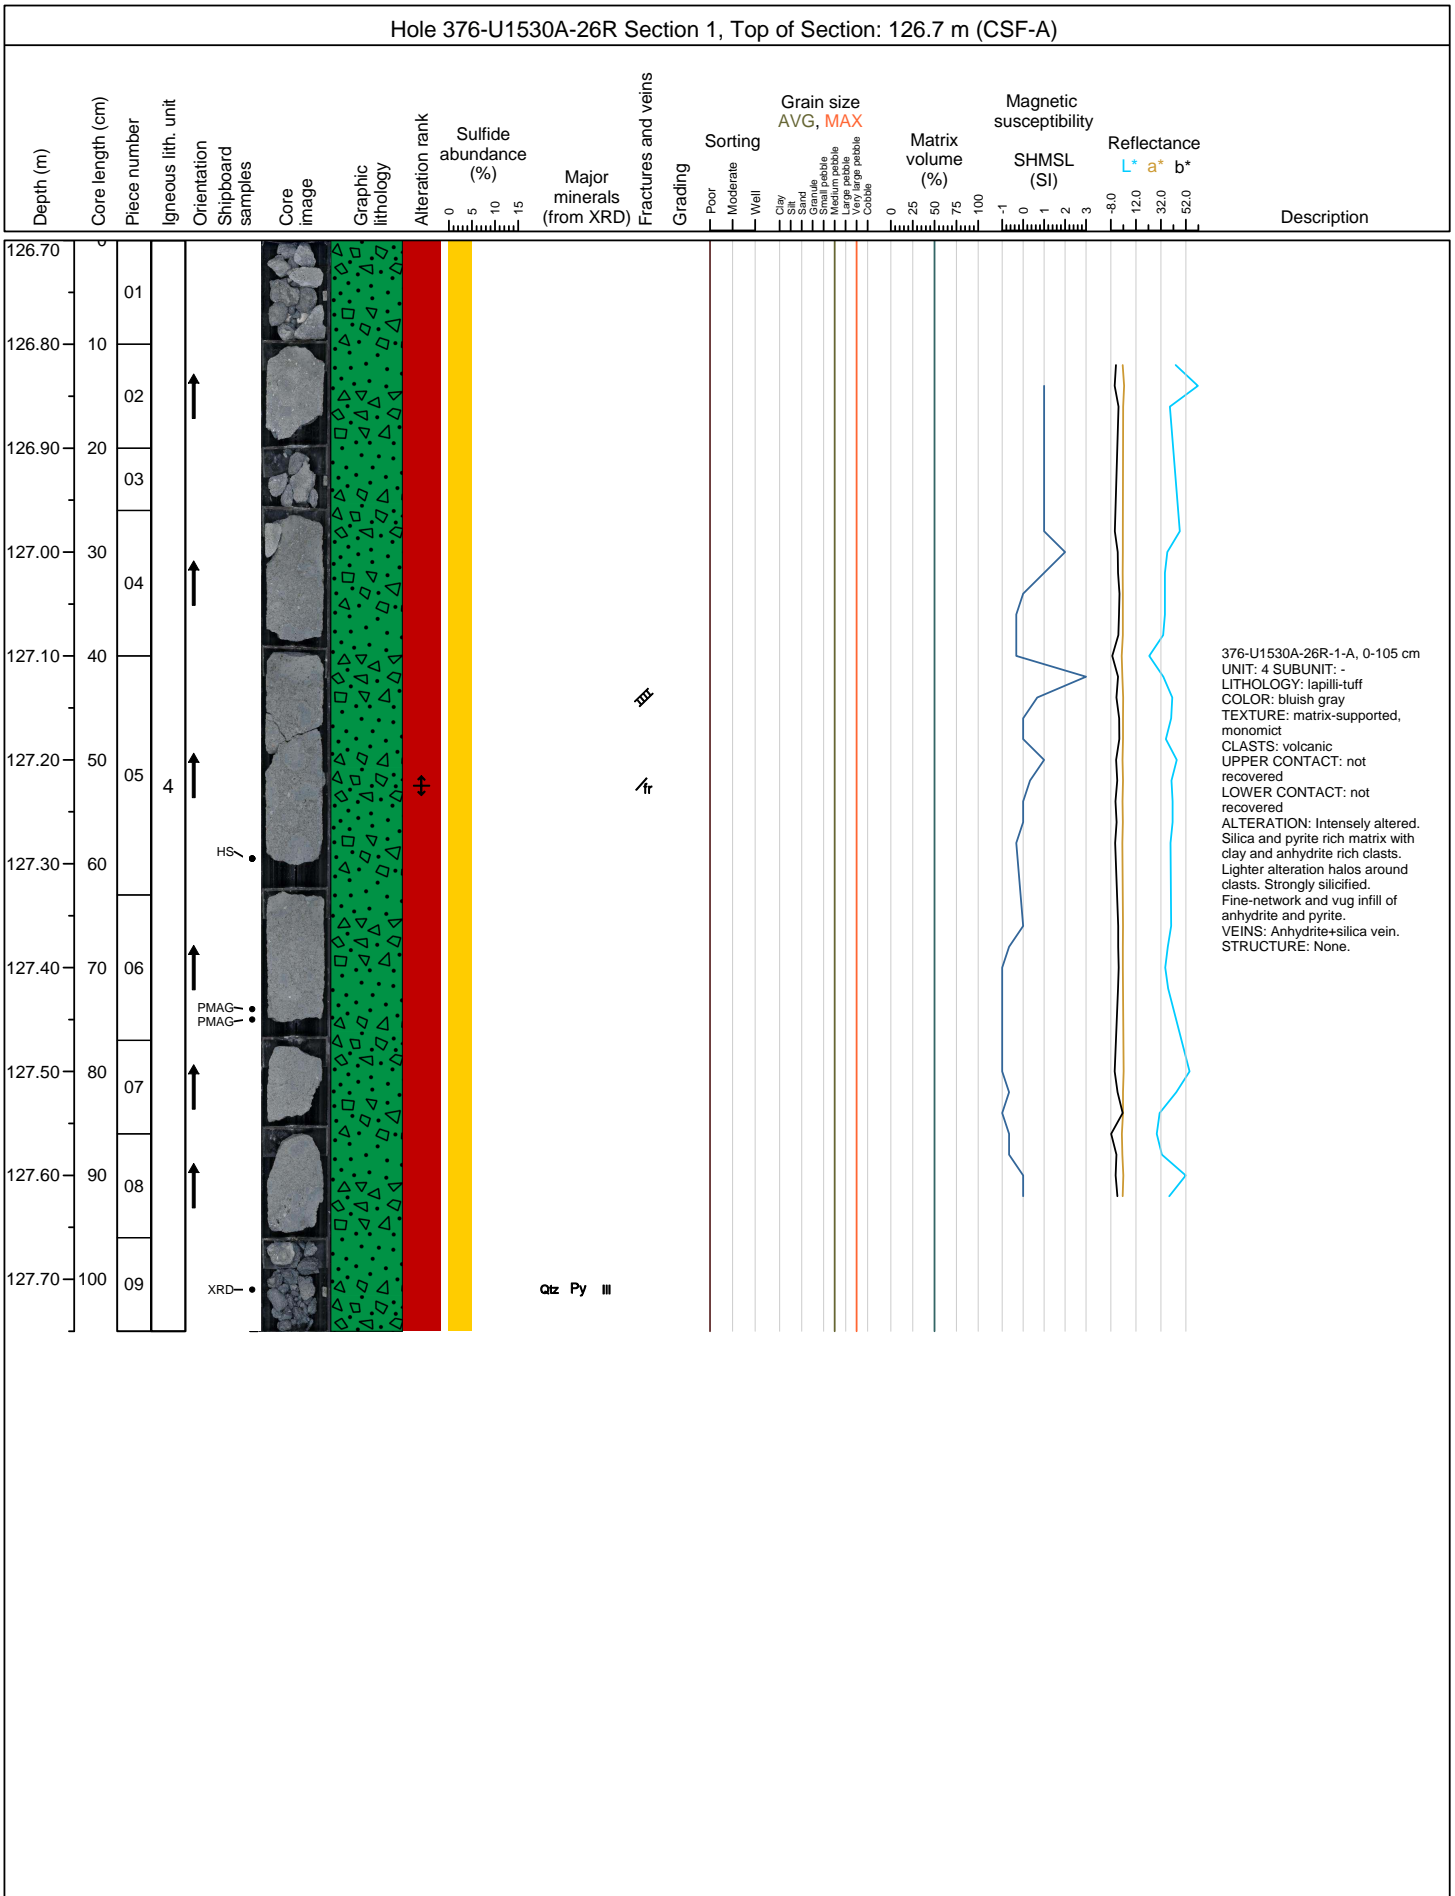 Hole 376-U1530A-26R Section 1, Top of Section: 126.7 m (CSF-A)
Depth (m)
Core length (cm)
Piece number
Igneous lith. unit
Orientation
Shipboard
samples
Core
image
Graphic
lithology
Alteration rank
Sulfide
abundance
(%)
0 5 10 15
Major
minerals
(from XRD)
Fractures and veins
Grading
Sorting
Poor
Moderate
Well
Grain size
AVG, MAX
Clay
Silt
Sand
Granule
Small pebble
Medium pebble
Large pebble
Very large pebble
Cobble
Matrix
volume
(%)
0 25 50 75 100
Magnetic
susceptibility
SHMSL
(SI)
-1 0 1 2 3
Reflectance
L* a* b*
-8.0 12.0 32.0 52.0
Description
126.70 0
01
126.80 10
02
126.90 20
03
127.00 30
04
127.10 40
127.20 50
05
4
fr
HS
127.30 60
127.40 70
06
PMAG
PMAG
127.50 80
07
127.60 90
08
127.70 100
09
XRD
Qtz Py Ill
376-U1530A-26R-1-A, 0-105 cm
UNIT: 4 SUBUNIT: -
LITHOLOGY: lapilli-tuff
COLOR: bluish gray
TEXTURE: matrix-supported,
monomict
CLASTS: volcanic
UPPER CONTACT: not
recovered
LOWER CONTACT: not
recovered
ALTERATION: Intensely altered.
Silica and pyrite rich matrix with
clay and anhydrite rich clasts.
Lighter alteration halos around
clasts. Strongly silicified.
Fine-network and vug infill of
anhydrite and pyrite.
VEINS: Anhydrite+silica vein.
STRUCTURE: None.